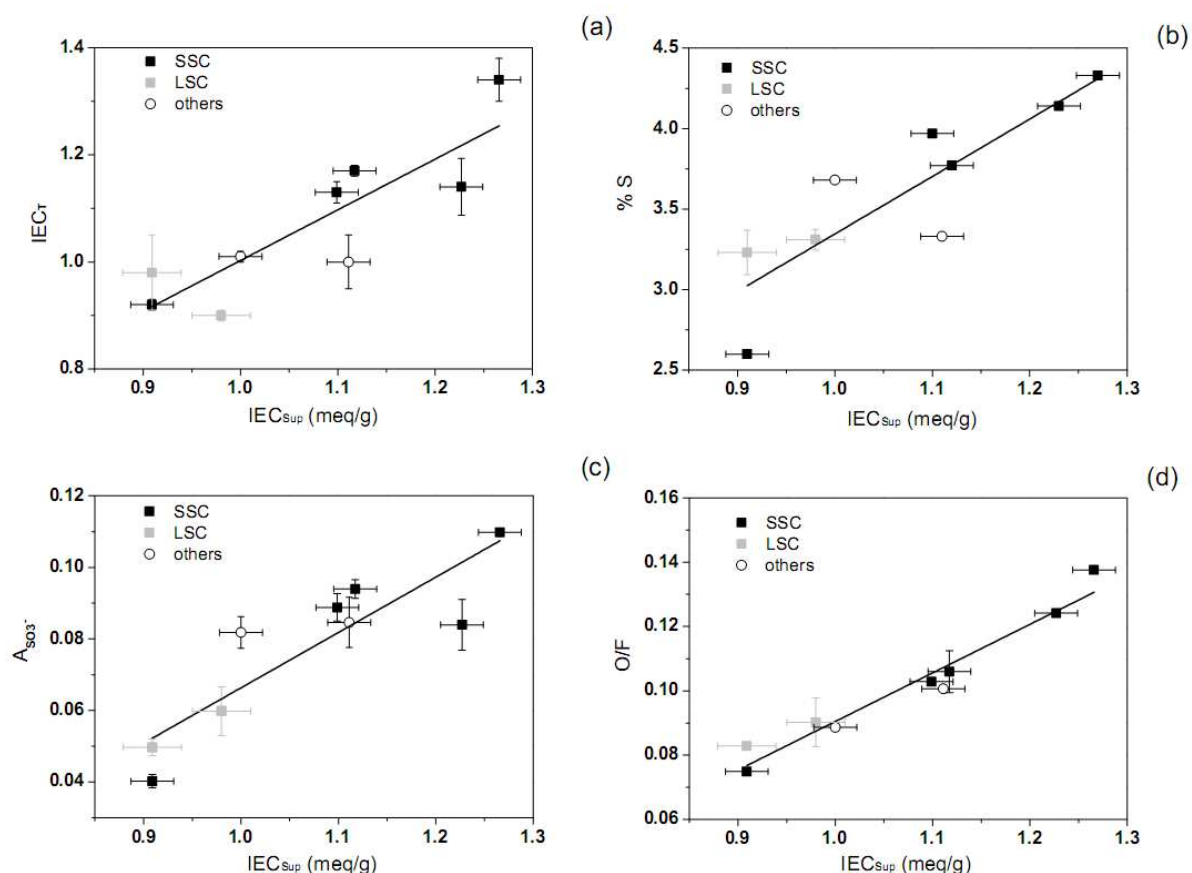 (a)
SSC
LSC
others
1.4
1.2
1.0
0.8
IECT
0.9 1.0 1.1 1.2 1.3
IECSup (meq/g)
(b)
SSC
LSC
others
4.5
4.0
3.5
3.0
2.5
% S
0.9 1.0 1.1 1.2 1.3
IECSup (meq/g)
(c)
SSC
LSC
others
0.12
0.10
0.08
0.06
0.04
ASO3-
0.9 1.0 1.1 1.2 1.3
IECSup (meq/g)
(d)
SSC
LSC
others
0.16
0.14
0.12
0.10
0.08
0.06
O/F
0.9 1.0 1.1 1.2 1.3
IECSup (meq/g)